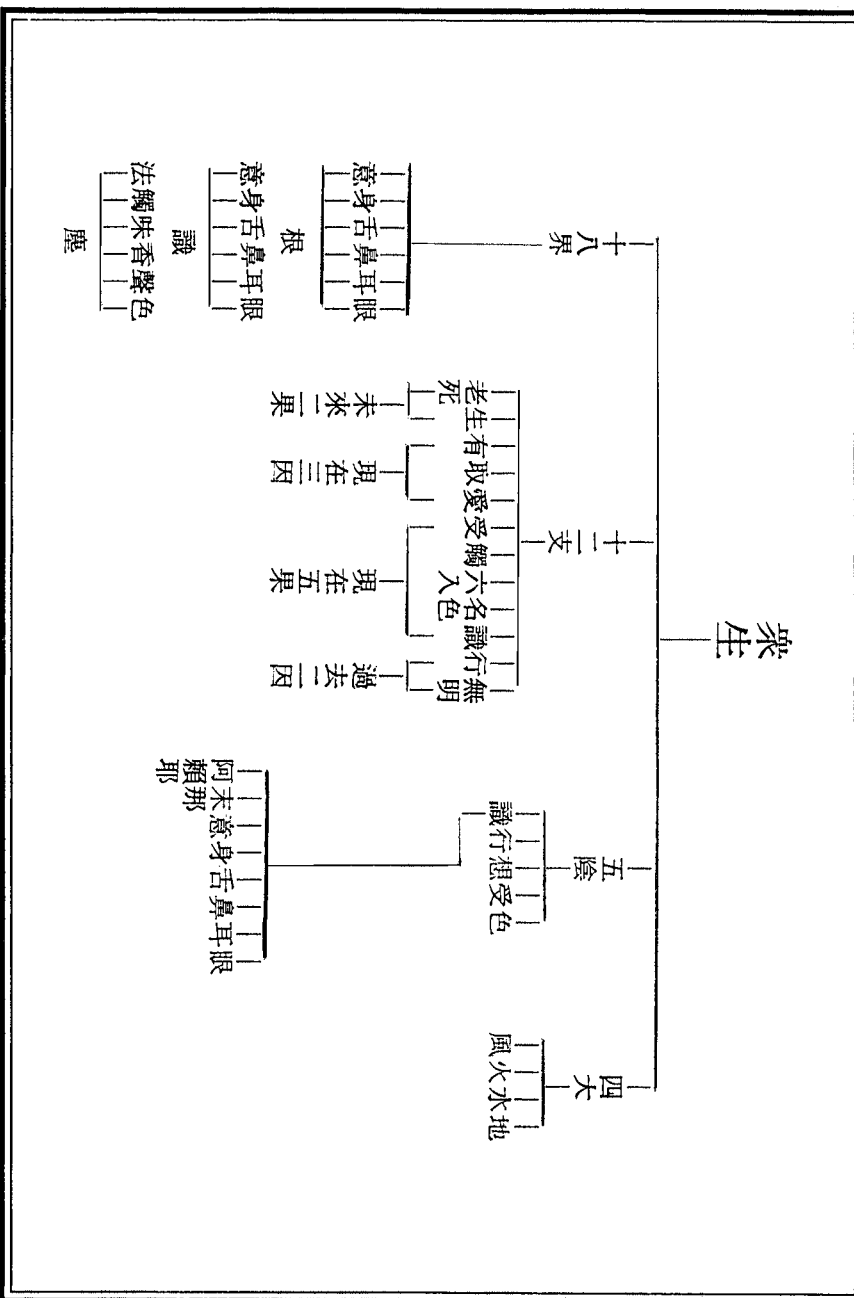 衆生
四大
地 水 火 風
五陰
色 受 想 行 識
眼 耳 鼻 舌 身 意 末那 阿賴耶
十二支
無明 行 識 名色 六入 觸 受 愛 取 有 生 老死
過去二因
現在五果
現在三因
未來二果
十八界
眼 耳 鼻 舌 身 意
根
眼 耳 鼻 舌 身 意
識
色 聲 香 味 觸 法
塵